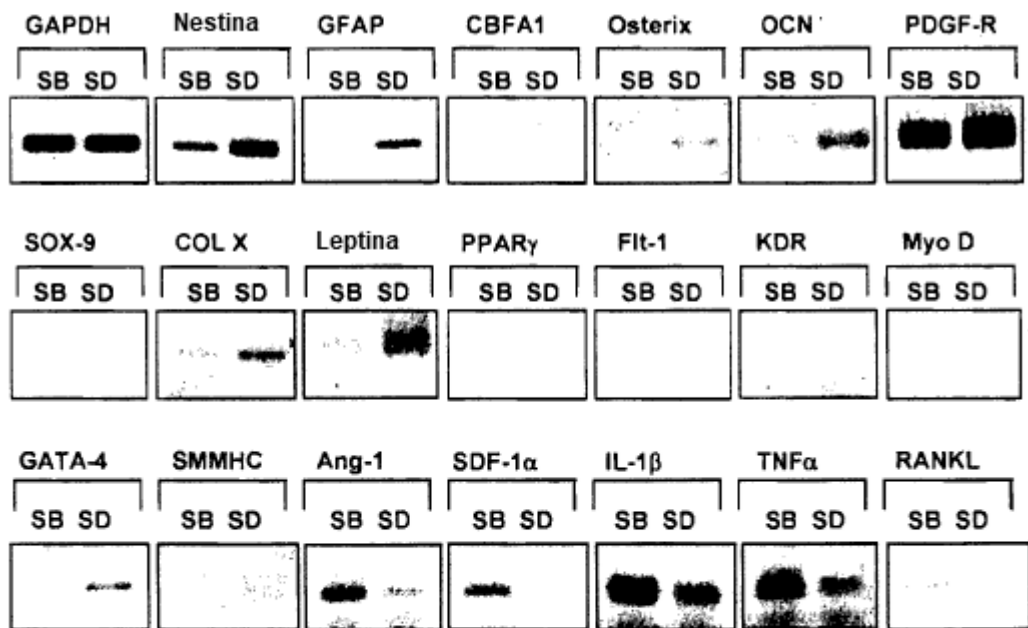 GAPDH Nestina GFAP CBFA1 Osterix OCN PDGF-R
SB SD SB SD SB SD SB SD SB SD SB SD SB SD
SOX-9 COL X Leptina PPARγ Flt-1 KDR Myo D
SB SD SB SD SB SD SB SD SB SD SB SD SB SD
GATA-4 SMMHC Ang-1 SDF-1α IL-1β TNFα RANKL
SB SD SB SD SB SD SB SD SB SD SB SD SB SD